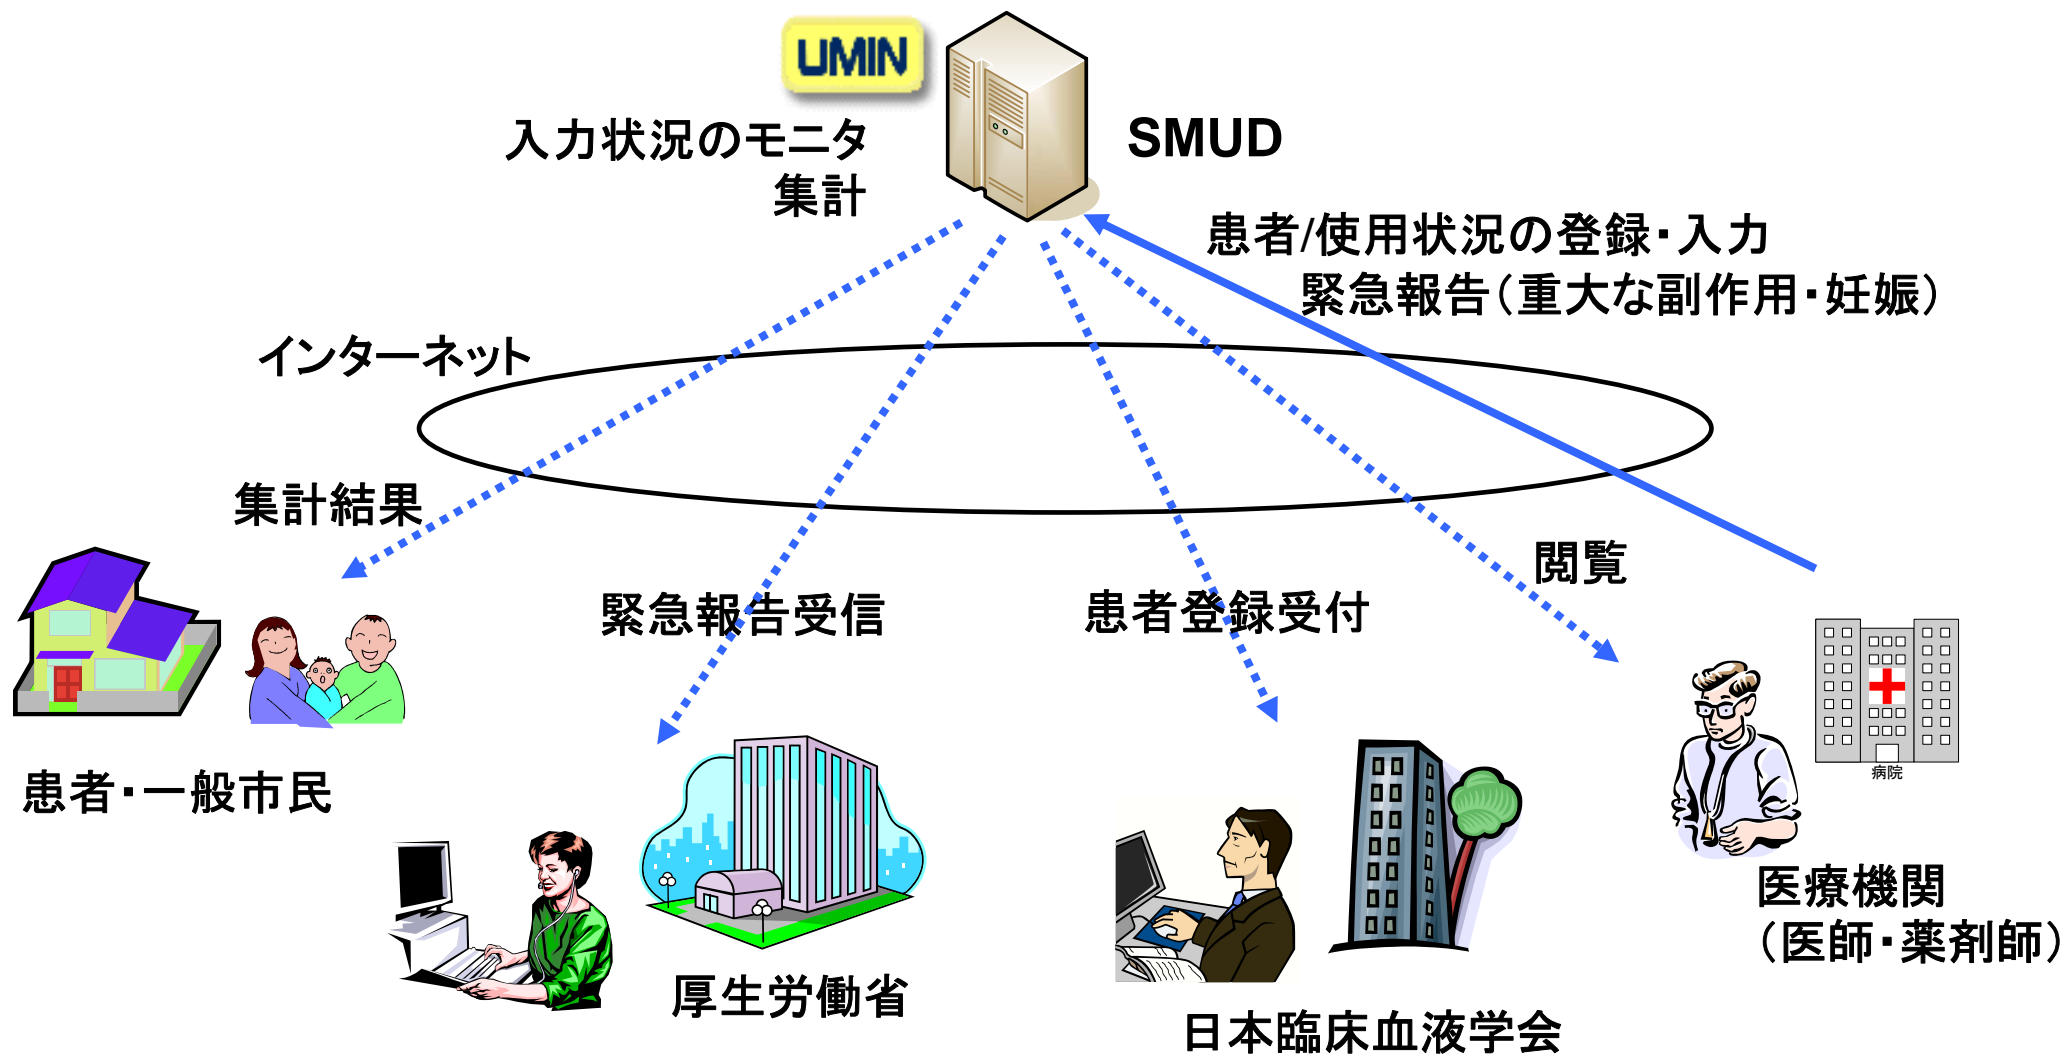 UMIN
入力状況のモニタ
集計
SMUD
患者/使用状況の登録・入力
緊急報告（重大な副作用・妊娠）
インターネット
集計結果
閲覧
緊急報告受信
患者登録受付
病院
患者・一般市民
医療機関
（医師・薬剤師）
厚生労働省
日本臨床血液学会